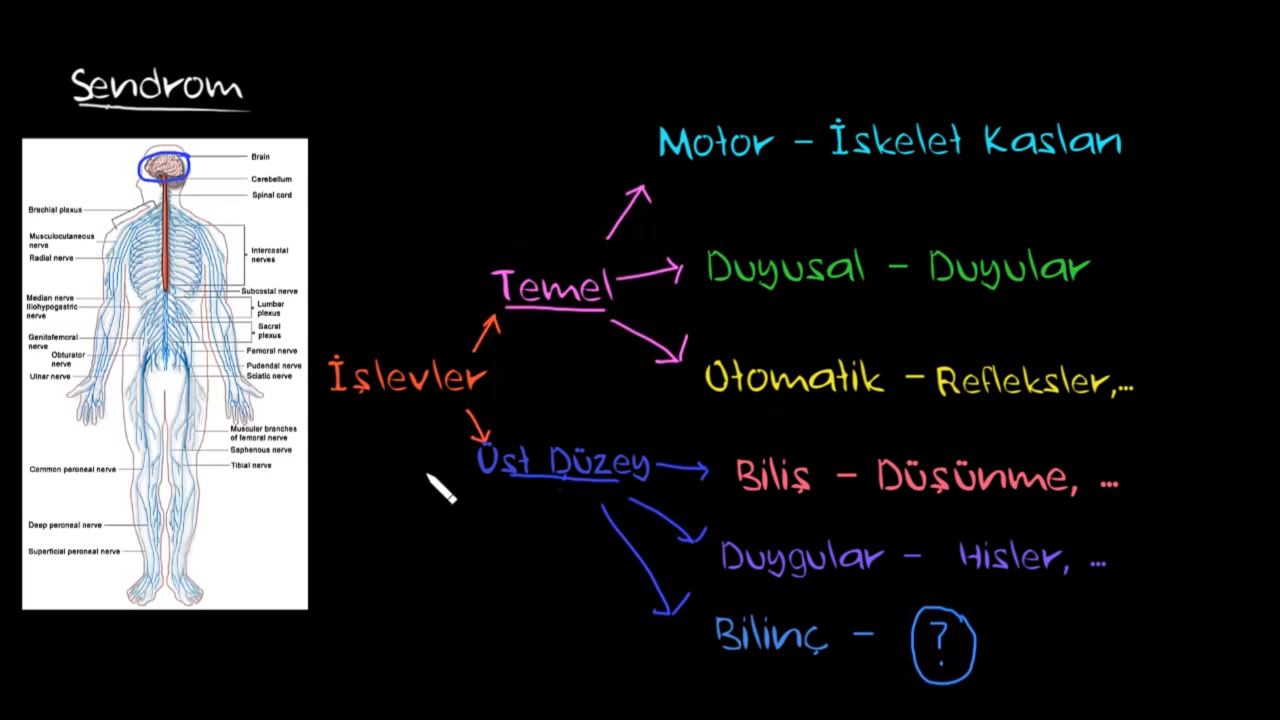 Sendrom
Brain
Cerebellum
Spinal cord
Brachial plexus
Musculocutaneous
nerve
Radial nerve
Intercostal
nerves
Subcostal nerve
Median nerve
Iliohypogastric
nerve
Lumbar
plexus
Sacral
plexus
Genitofemoral
nerve
Obturator
nerve
Ulnar nerve
Femoral nerve
Pudendal nerve
Sciatic nerve
Muscular branches
of femoral nerve
Saphenous nerve
Tibial nerve
Common peroneal nerve
Deep peroneal nerve
Superficial peroneal nerve
İşlevler
Temel
Motor - İskelet Kasları
Duyusal - Duyular
Otomatik - Refleksler,...
Üst Düzey
Biliş - Düşünme, ...
Duygular - Hisler, ...
Bilinç - ?